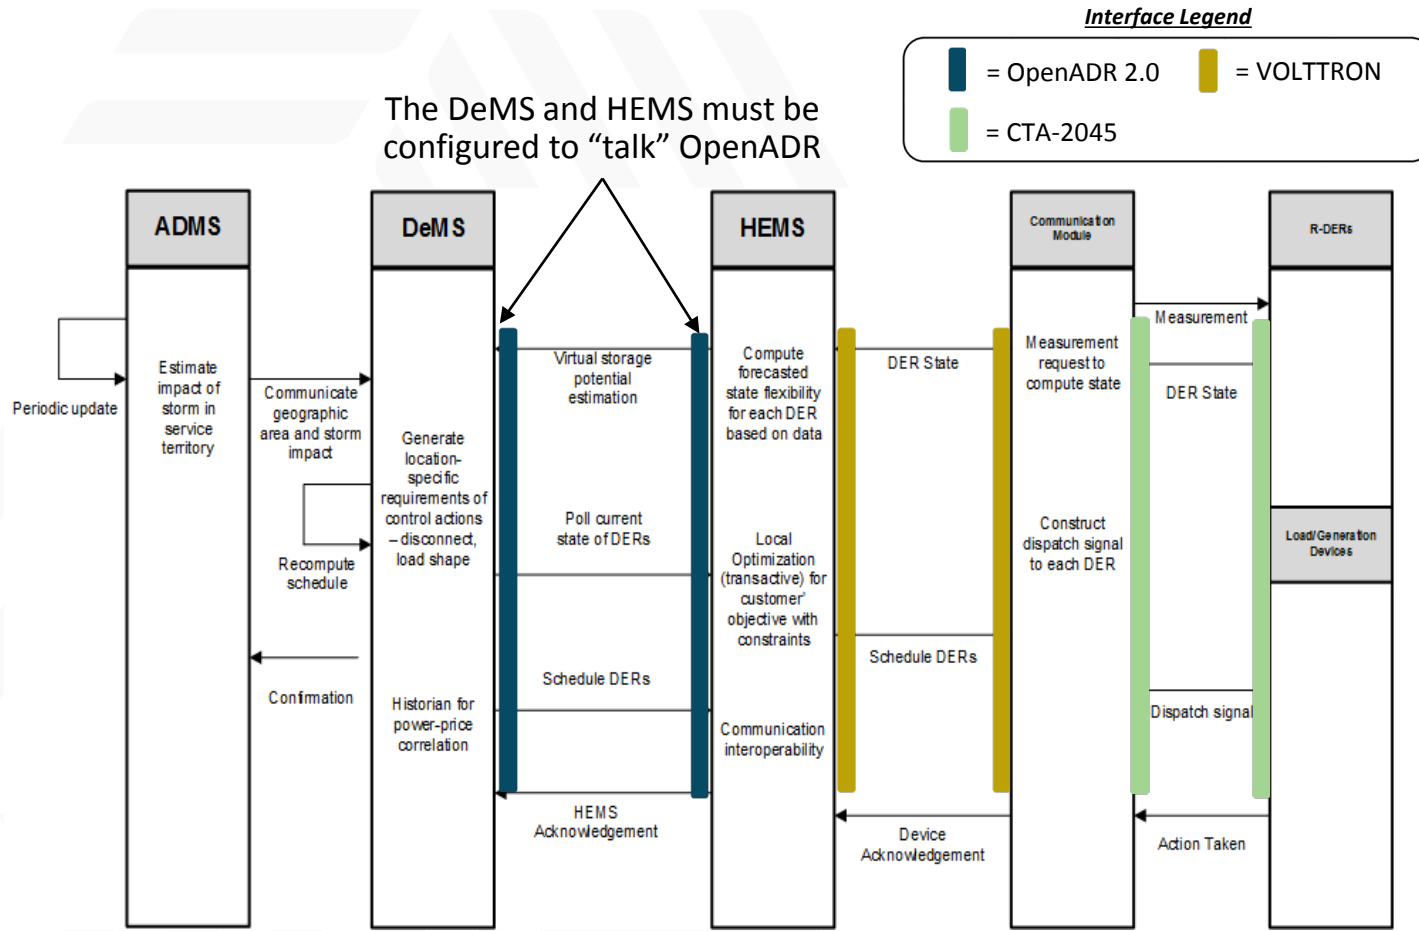 Interface Legend
= OpenADR 2.0
= VOLTTRON
= CTA-2045
The DeMS and HEMS must be
configured to “talk” OpenADR
ADMS
DeMS
HEMS
Communication
Module
R-DERs
Periodic update
Estimate
impact of
storm in
service
territory
Communicate
geographic
area and storm
impact
Recompute
schedule
Confirmation
Generate
location-
specific
requirements of
control actions
– disconnect,
load shape
Historian for
power-price
correlation
Virtual storage
potential
estimation
Poll current
state of DERs
Schedule DERs
HEMS
Acknowledgement
Compute
forecasted
state flexibility
for each DER
based on data
Local
Optimization
(transactive) for
customer'
objective with
constraints
Communication
interoperability
DER State
Schedule DERs
Device
Acknowledgement
Measurement
request to
compute state
Construct
dispatch signal
to each DER
Measurement
DER State
Dispatch signal
Action Taken
Load/Generation
Devices